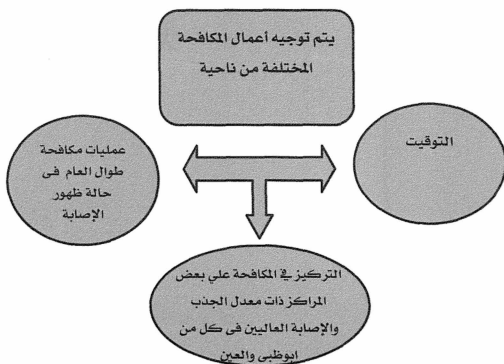 يتم توجيه أعمال المكافحة
المختلفة من ناحية
التوقيت
عمليات مكافحة
طوال العام فى
حالة ظهور
الإصابة
التركيز في المكافحة علي بعض
المراكز ذات معدل الجذب
والإصابة العاليين فى كل من
ابوظبى والعين